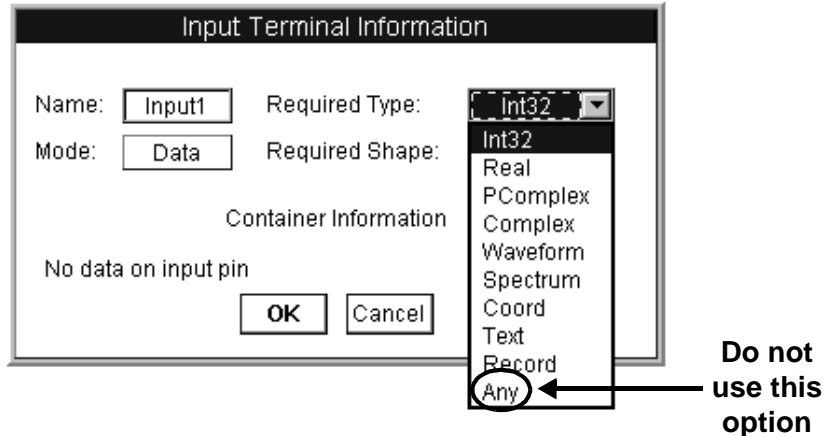 Input Terminal Information
Name: Input1 Required Type: Int32
Mode: Data Required Shape:
Int32
Real
PComplex
Complex
Waveform
Spectrum
Coord
Text
Record
Any
Container Information
No data on input pin
OK Cancel
Do not
use this
option